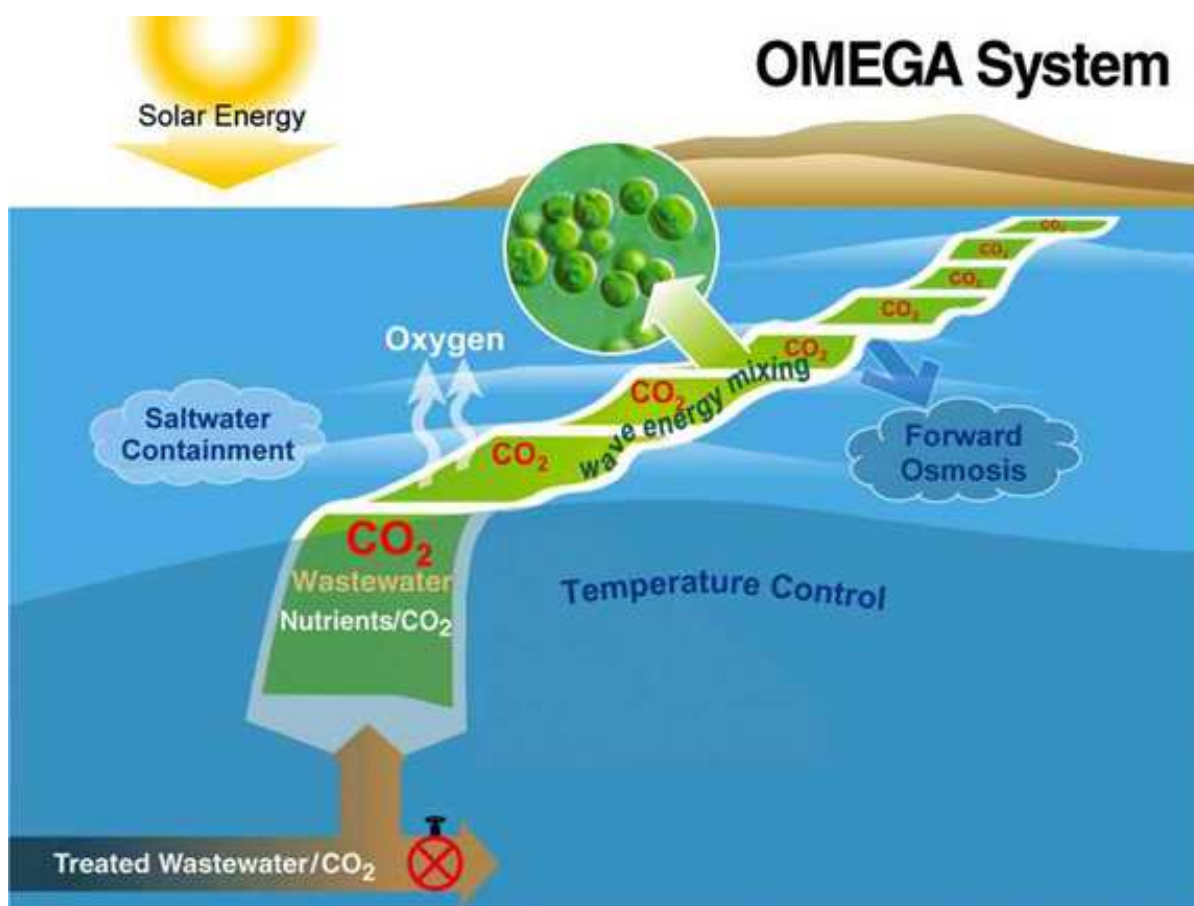 OMEGA System
Solar Energy
CO₂
CO₂
CO₂
CO₂
CO₂
Oxygen
CO₂
wave energy mixing
Saltwater
Containment
CO₂
Forward
Osmosis
CO₂
Wastewater
Nutrients/CO₂
Temperature Control
Treated Wastewater/CO₂